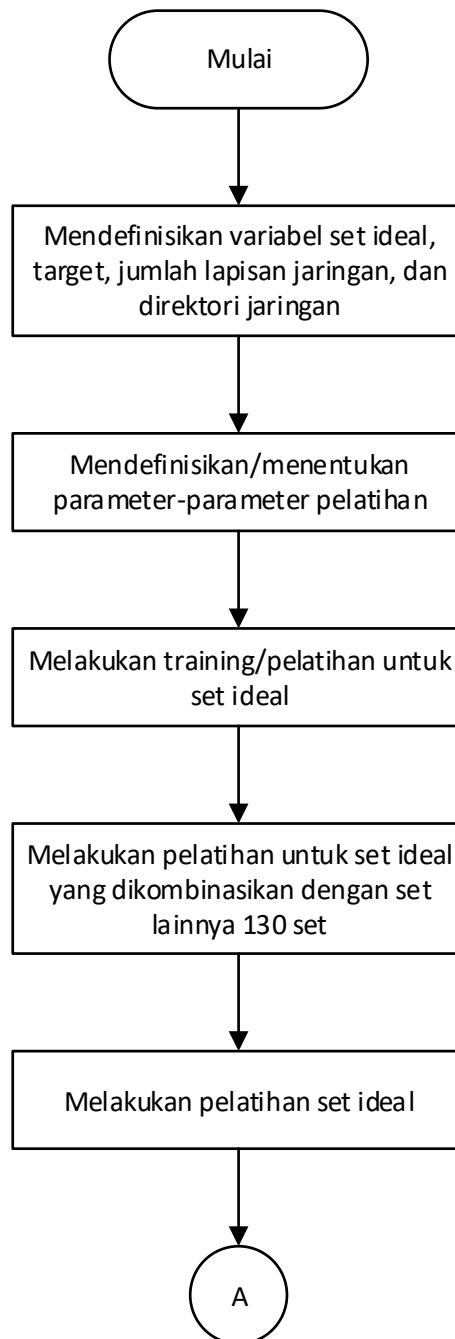 Mulai
Mendefinisikan variabel set ideal,
target, jumlah lapisan jaringan, dan
direktori jaringan
Mendefinisikan/menentukan
parameter-parameter pelatihan
Melakukan training/pelatihan untuk
set ideal
Melakukan pelatihan untuk set ideal
yang dikombinasikan dengan set
lainnya 130 set
Melakukan pelatihan set ideal
A